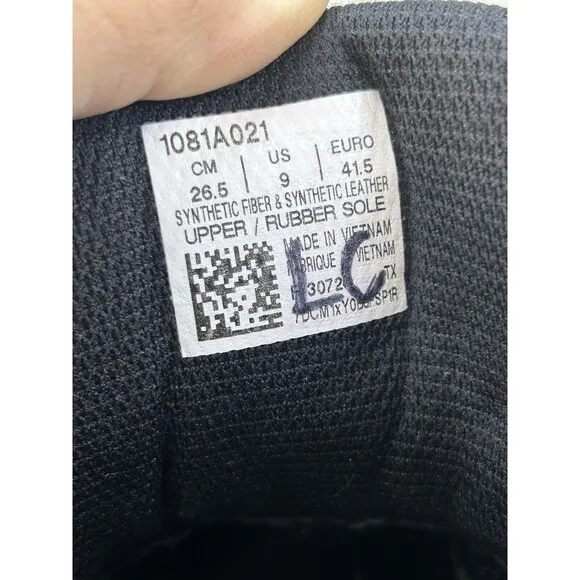 1081A021
CM US EURO
26.5 9 41.5
SYNTHETIC FIBER & SYNTHETIC LEATHER
UPPER / RUBBER SOLE
MADE IN VIETNAM
FABRIQUE VIETNAM
LC